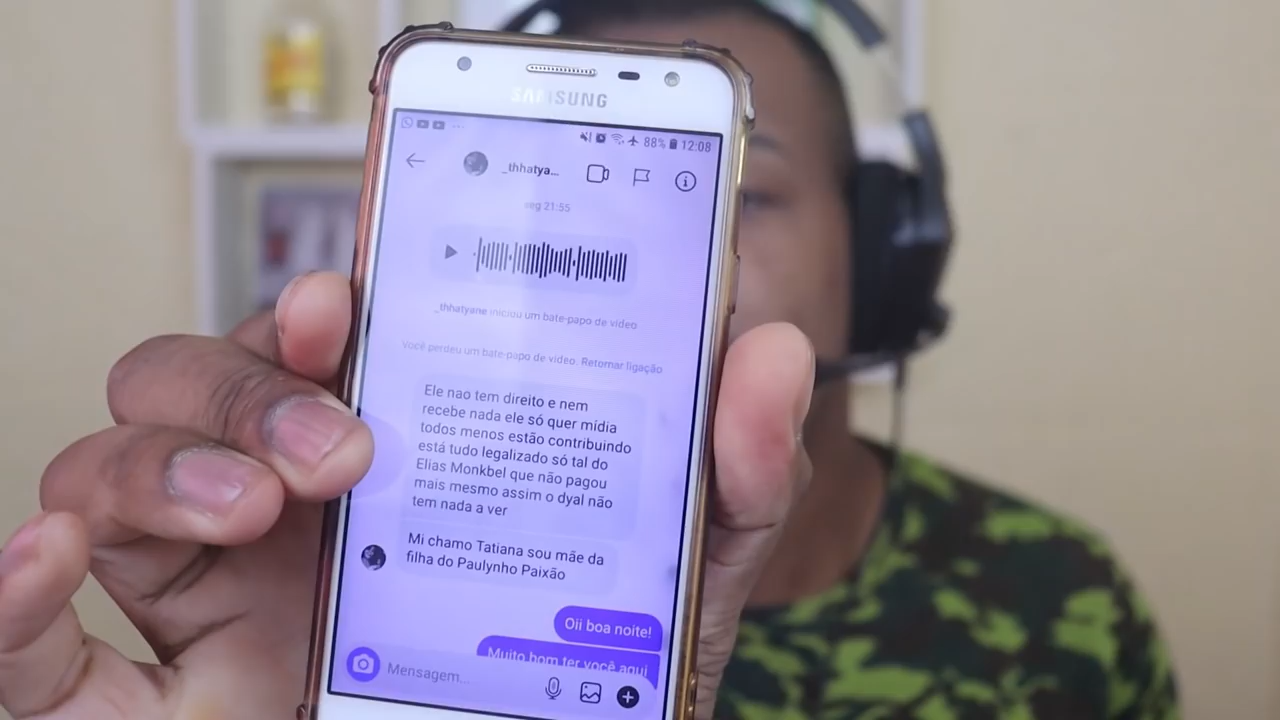 SAMSUNG
88% 12:08
_thhatya...
seg 21:55
_thhatyane iniciou um bate-papo de vídeo
Você perdeu um bate-papo de vídeo. Retornar ligação
Ele nao tem direito e nem
recebe nada ele só quer mídia
todos menos estão contribuindo
está tudo legalizado só tal do
Elias Monkbel que não pagou
mais mesmo assim o dyal não
tem nada a ver
Mi chamo Tatiana sou mãe da
filha do Paulynho Paixão
Oii boa noite!
Muito bom ter você aqui
Mensagem...